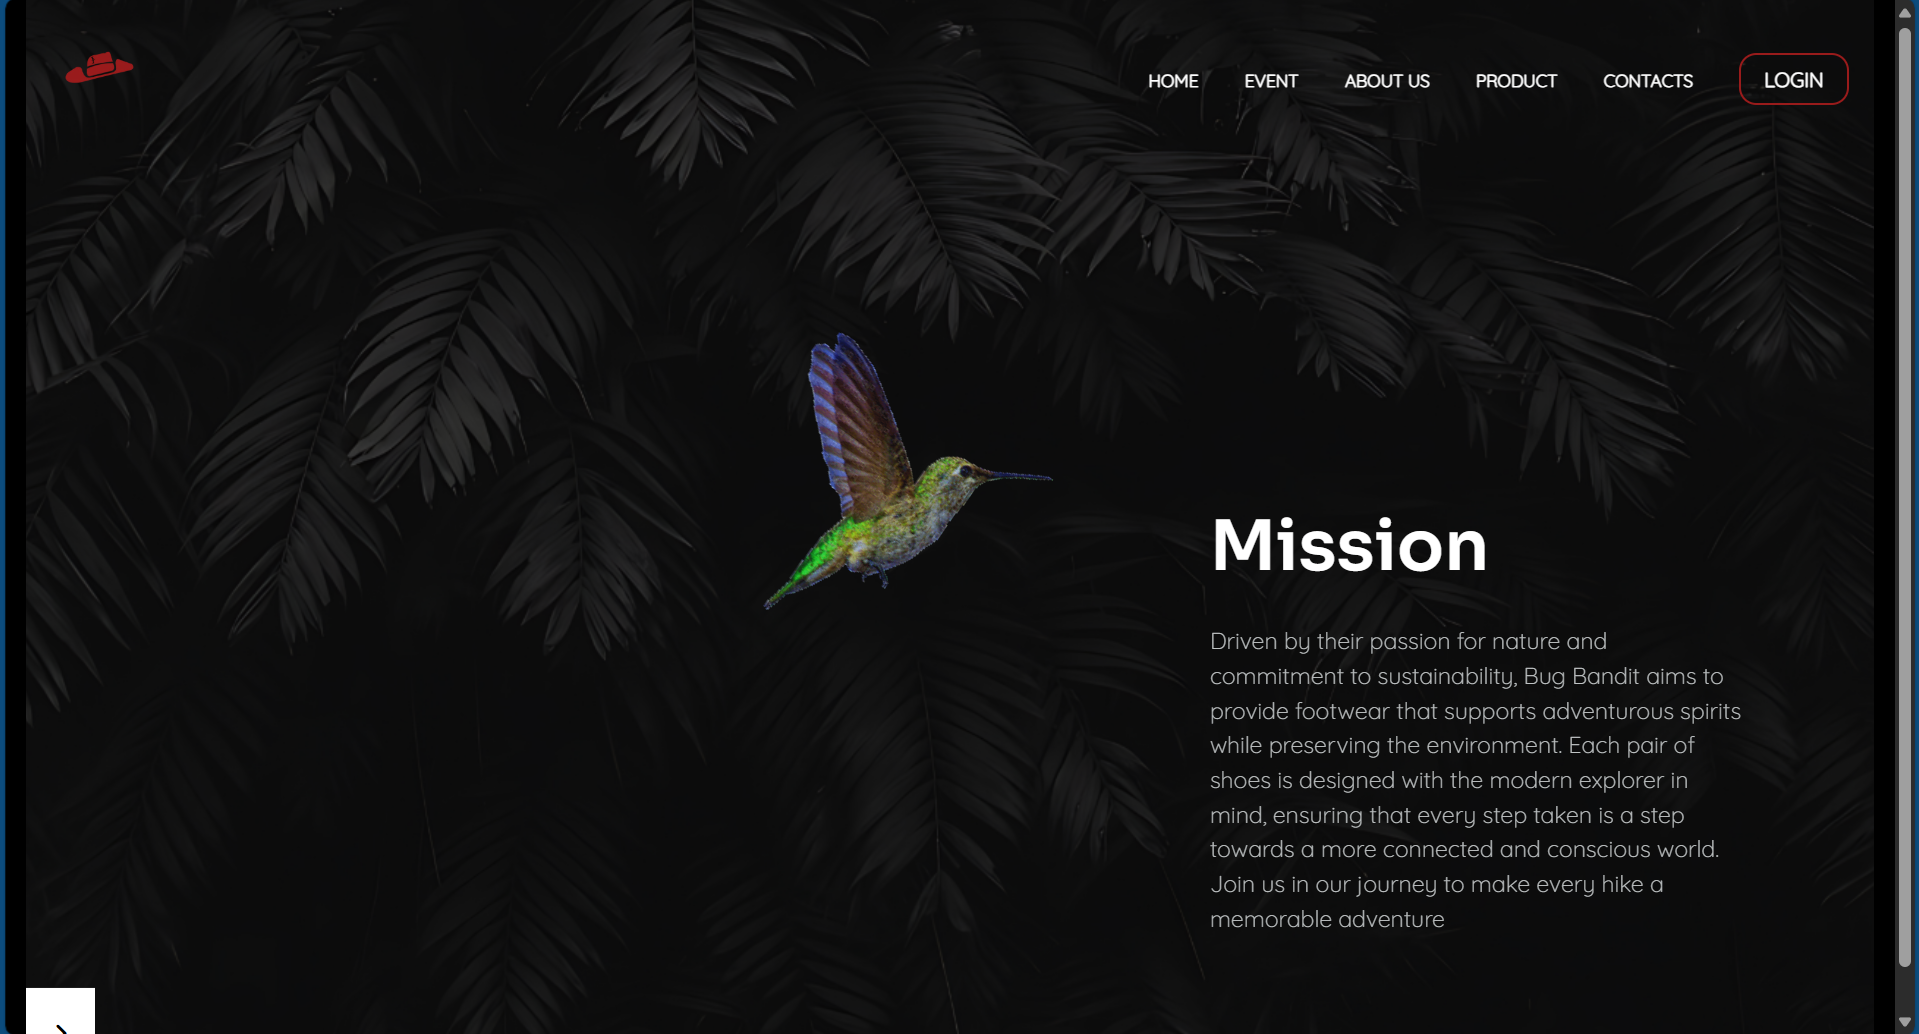 HOME EVENT ABOUT US PRODUCT CONTACTS LOGIN
Mission
Driven by their passion for nature and
commitment to sustainability, Bug Bandit aims to
provide footwear that supports adventurous spirits
while preserving the environment. Each pair of
shoes is designed with the modern explorer in
mind, ensuring that every step taken is a step
towards a more connected and conscious world.
Join us in our journey to make every hike a
memorable adventure